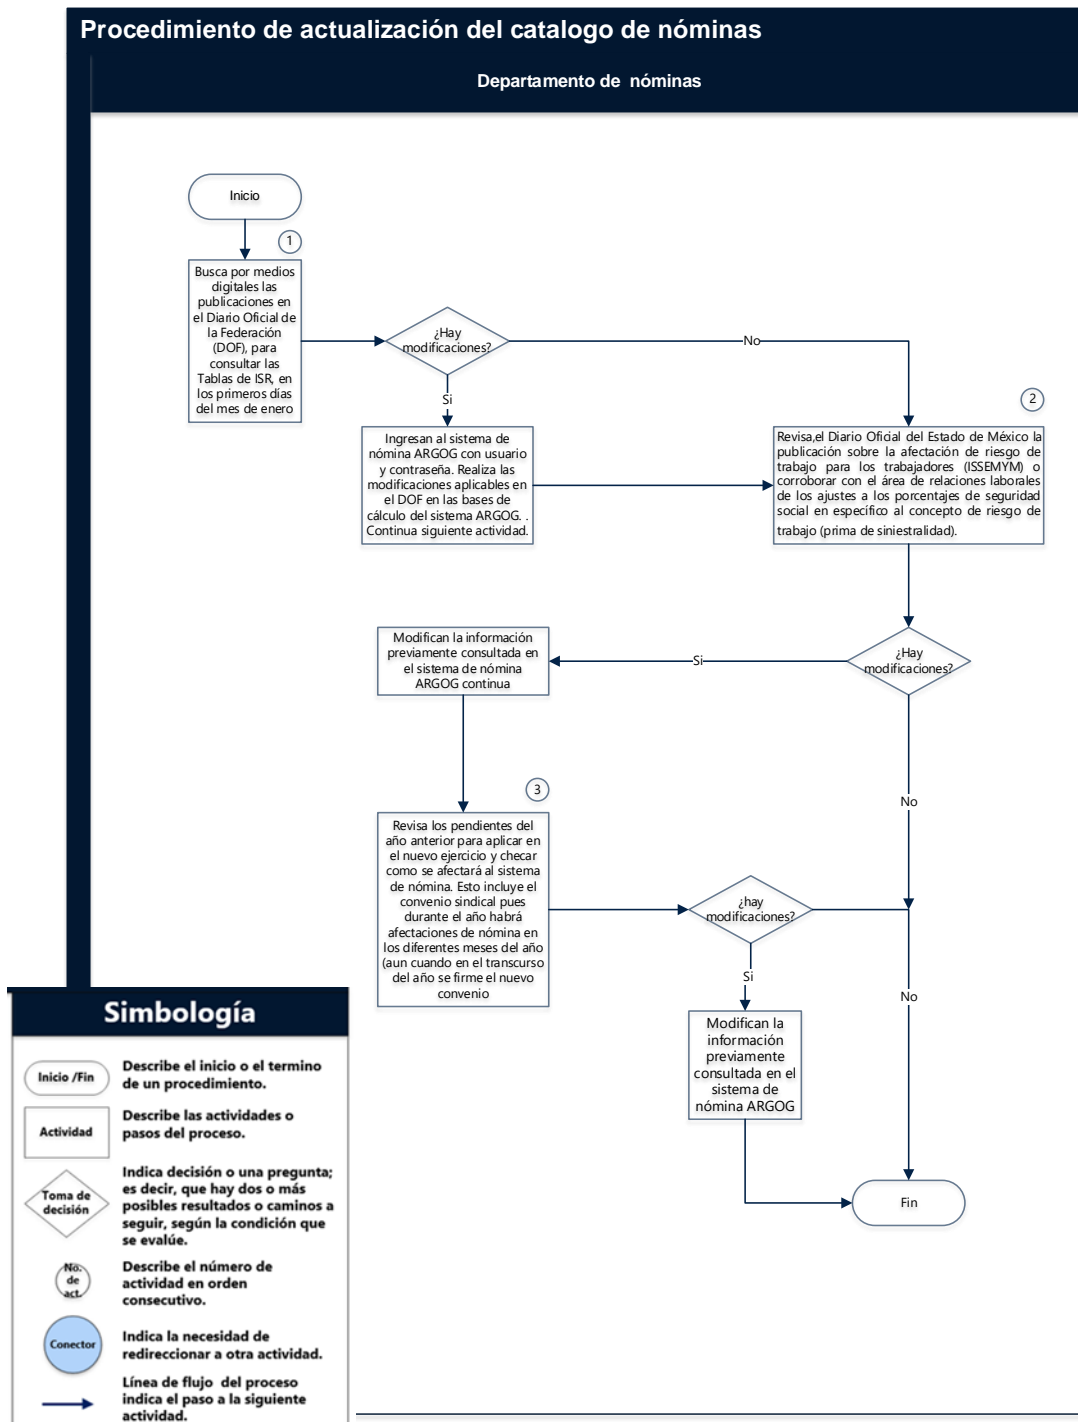 Procedimiento de actualización del catalogo de nóminas
Departamento de nóminas
Inicio
1
Busca por medios
digitales las
publicaciones en
el Diario Oficial de
la Federación
(DOF), para
consultar las
Tablas de ISR, en
los primeros días
del mes de enero
¿Hay
modificaciones?
No
Si
Ingresan al sistema de
nómina ARGOG con usuario
y contraseña. Realiza las
modificaciones aplicables en
el DOF en las bases de
cálculo del sistema ARGOG. .
Continua siguiente actividad.
2
Revisa,el Diario Oficial del Estado de México la
publicación sobre la afectación de riesgo de
trabajo para los trabajadores (ISSEMYM) o
corroborar con el área de relaciones laborales
de los ajustes a los porcentajes de seguridad
social en específico al concepto de riesgo de
trabajo (prima de siniestralidad).
¿Hay
modificaciones?
Si
Modifican la información
previamente consultada en
el sistema de nómina
ARGOG continua
No
3
Revisa los pendientes del
año anterior para aplicar en
el nuevo ejercicio y checar
como se afectará al sistema
de nómina. Esto incluye el
convenio sindical pues
durante el año habrá
afectaciones de nómina en
los diferentes meses del año
(aun cuando en el transcurso
del año se firme el nuevo
convenio
¿hay
modificaciones?
Si
No
Modifican la
información
previamente
consultada en el
sistema de
nómina ARGOG
Fin
Simbología
Inicio /Fin
Describe el inicio o el termino
de un procedimiento.
Actividad
Describe las actividades o
pasos del proceso.
Toma de
decisión
Indica decisión o una pregunta;
es decir, que hay dos o más
posibles resultados o caminos a
seguir, según la condición que
se evalúe.
No.
de
act.
Describe el número de
actividad en orden
consecutivo.
Conector
Indica la necesidad de
redireccionar a otra actividad.
Línea de flujo del proceso
indica el paso a la siguiente
actividad.